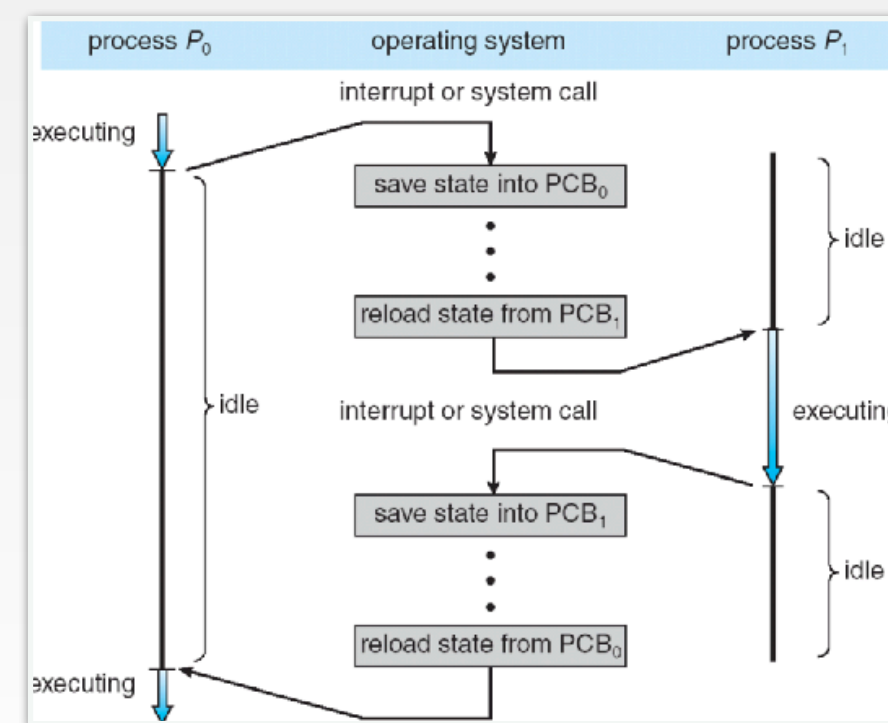 process P₀ operating system process P₁
interrupt or system call
executing
save state into PCB₀
idle
reload state from PCB₁
idle
interrupt or system call
executing
save state into PCB₁
idle
reload state from PCB₀
executing